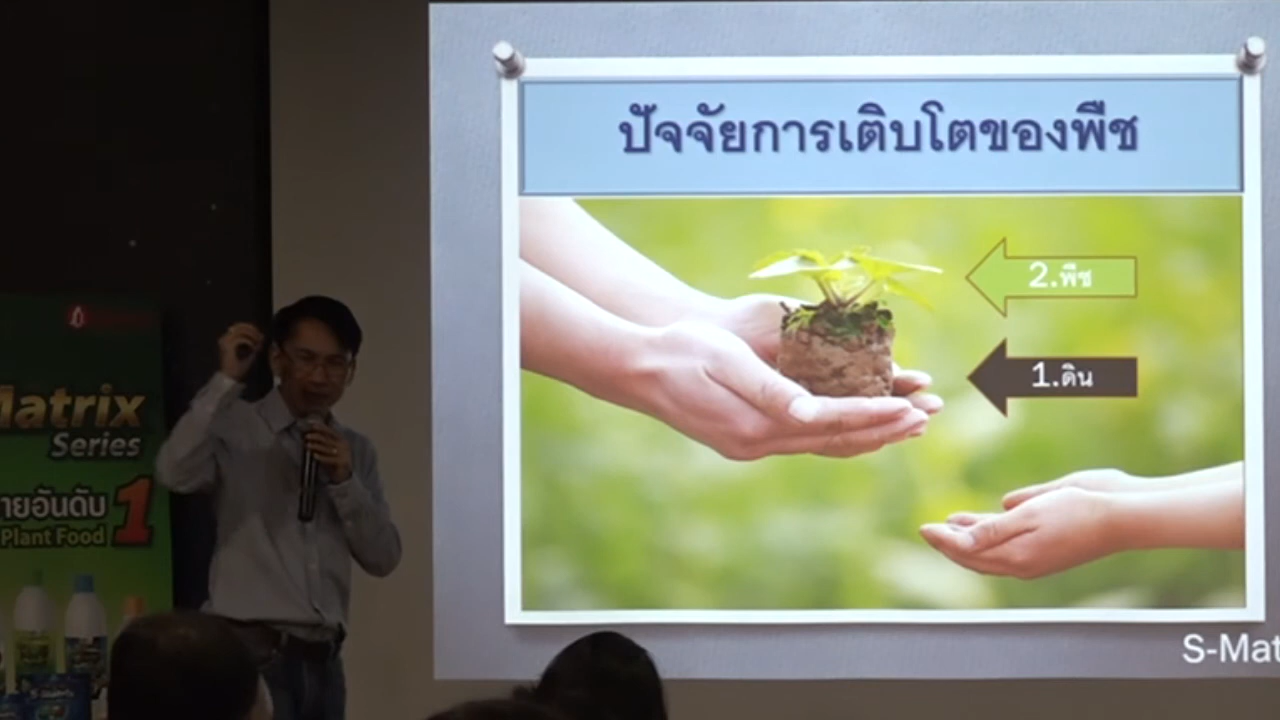 ปัจจัยการเติบโตของพืช
2.พืช
1.ดิน
S-Mat
Matrix
Series
ายอันดับ 1
Plant Food